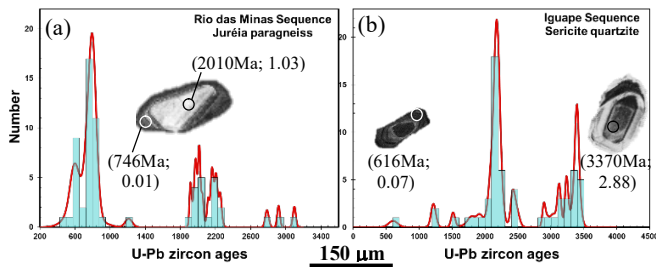 (a)
Rio das Minas Sequence
Juréia paragneiss
(2010Ma; 1.03)
(746Ma;
0.01)
Number
20
15
10
5
0
200 600 1000 1400 1800 2200 2600 3000 3400
U-Pb zircon ages
(b)
Iguape Sequence
Sericite quartzite
(616Ma;
0.07)
(3370Ma;
2.88)
20
15
10
5
0
0 500 1000 1500 2000 2500 3000 3500 4000 4500
U-Pb zircon ages
150 µm